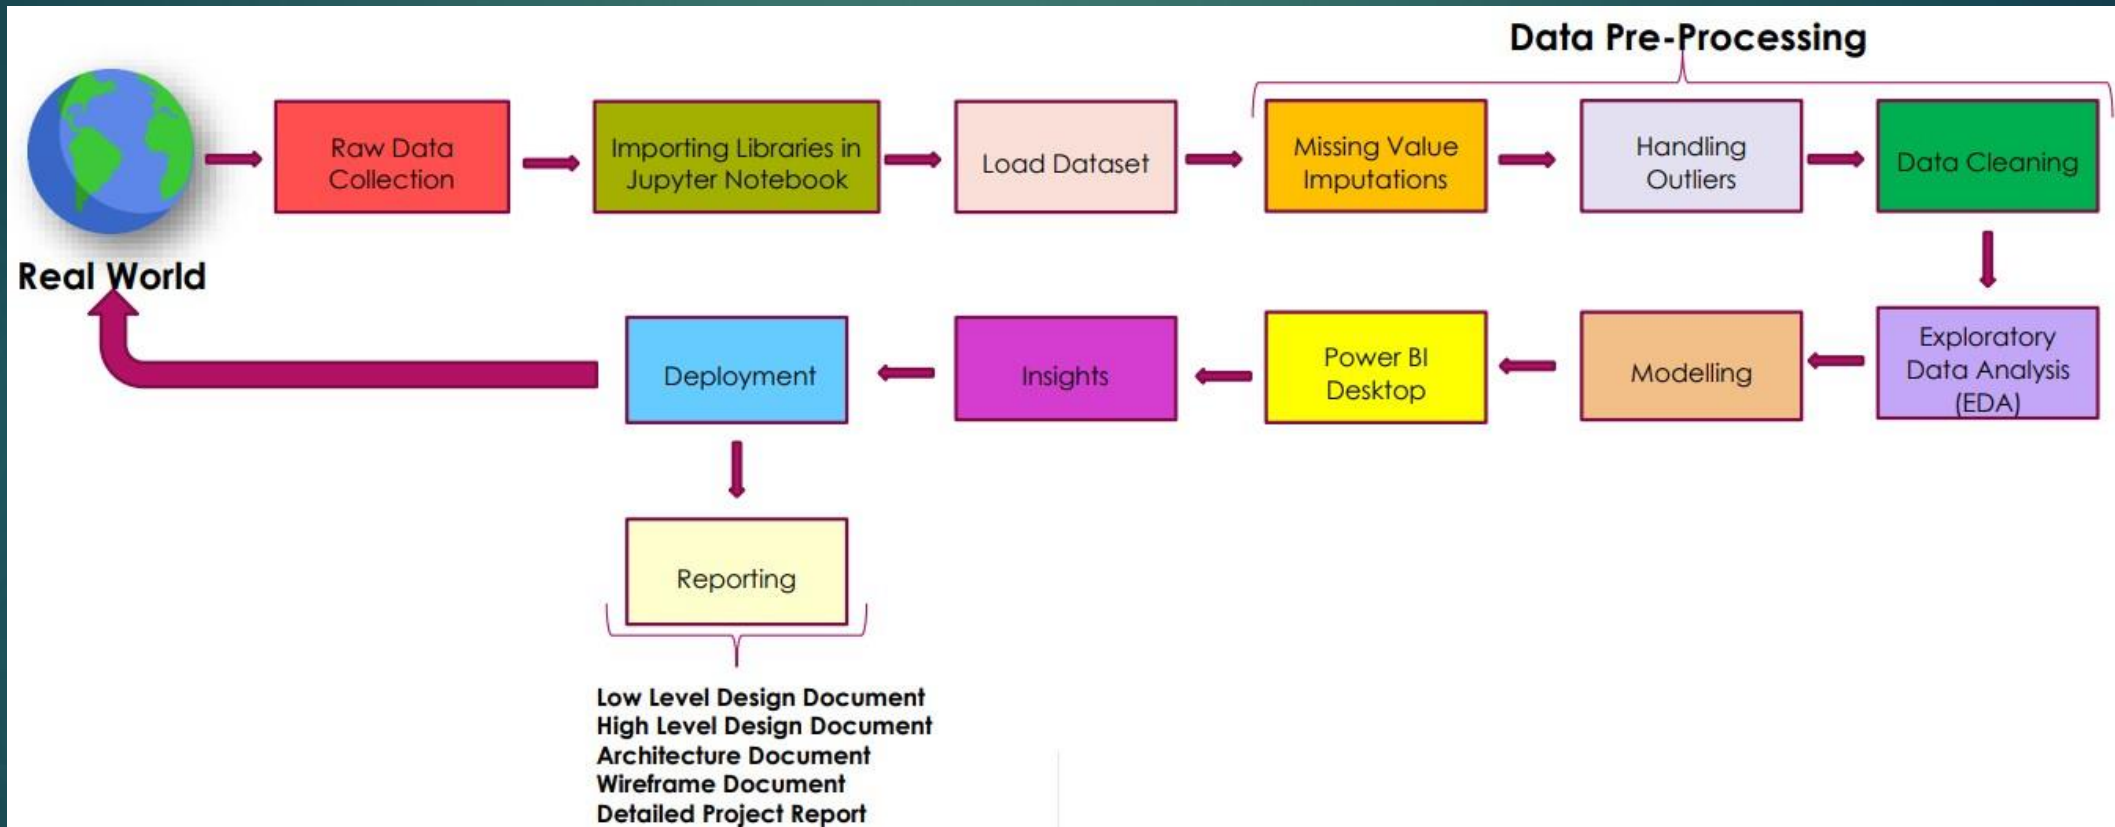 Data Pre-Processing
Raw Data
Collection
Importing Libraries in
Jupyter Notebook
Load Dataset
Missing Value
Imputations
Handling
Outliers
Data Cleaning
Real World
Exploratory
Data Analysis
(EDA)
Modelling
Power BI
Desktop
Insights
Deployment
Reporting
Low Level Design Document
High Level Design Document
Architecture Document
Wireframe Document
Detailed Project Report